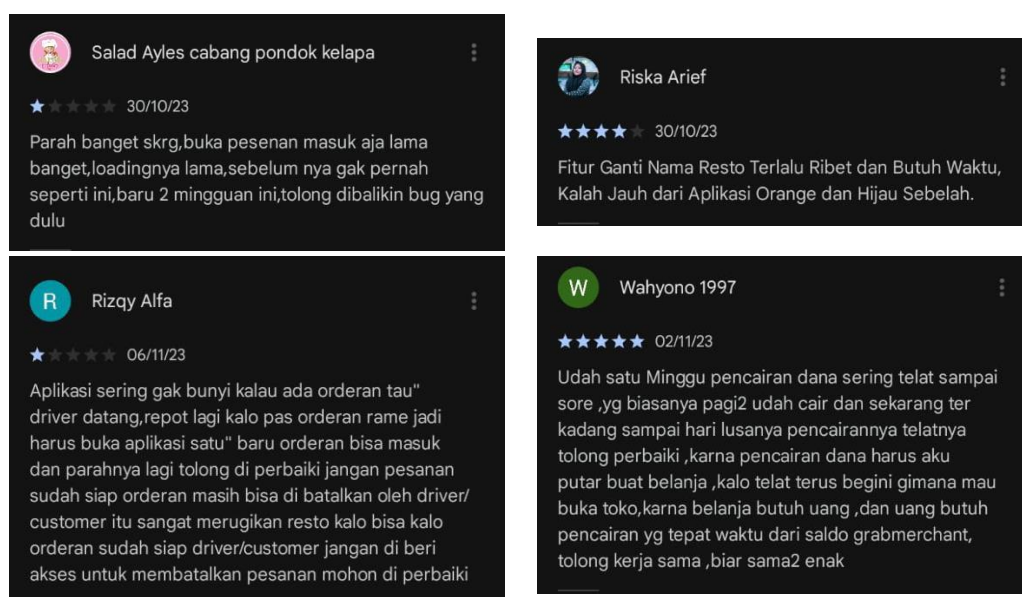 Salad Ayles cabang pondok kelapa
30/10/23
Parah banget skrg,buka pesenan masuk aja lama
banget,loadingnya lama,sebelum nya gak pernah
seperti ini,baru 2 mingguan ini,tolong dibalikin bug yang
dulu
Riska Arief
30/10/23
Fitur Ganti Nama Resto Terlalu Ribet dan Butuh Waktu,
Kalah Jauh dari Aplikasi Orange dan Hijau Sebelah.
R
Rizqy Alfa
06/11/23
Aplikasi sering gak bunyi kalau ada orderan tau"
driver datang,repot lagi kalo pas orderan rame jadi
harus buka aplikasi satu" baru orderan bisa masuk
dan parahnya lagi tolong di perbaiki jangan pesanan
sudah siap orderan masih bisa di batalkan oleh driver/
customer itu sangat merugikan resto kalo bisa kalo
orderan sudah siap driver/customer jangan di beri
akses untuk membatalkan pesanan mohon di perbaiki
W
Wahyono 1997
02/11/23
Udah satu Minggu pencairan dana sering telat sampai
sore ,yg biasanya pagi2 udah cair dan sekarang ter
kadang sampai hari lusanya pencairannya telatnya
tolong perbaiki ,karna pencairan dana harus aku
putar buat belanja ,kalo telat terus begini gimana mau
buka toko,karna belanja butuh uang ,dan uang butuh
pencairan yg tepat waktu dari saldo grabmerchant,
tolong kerja sama ,biar sama2 enak